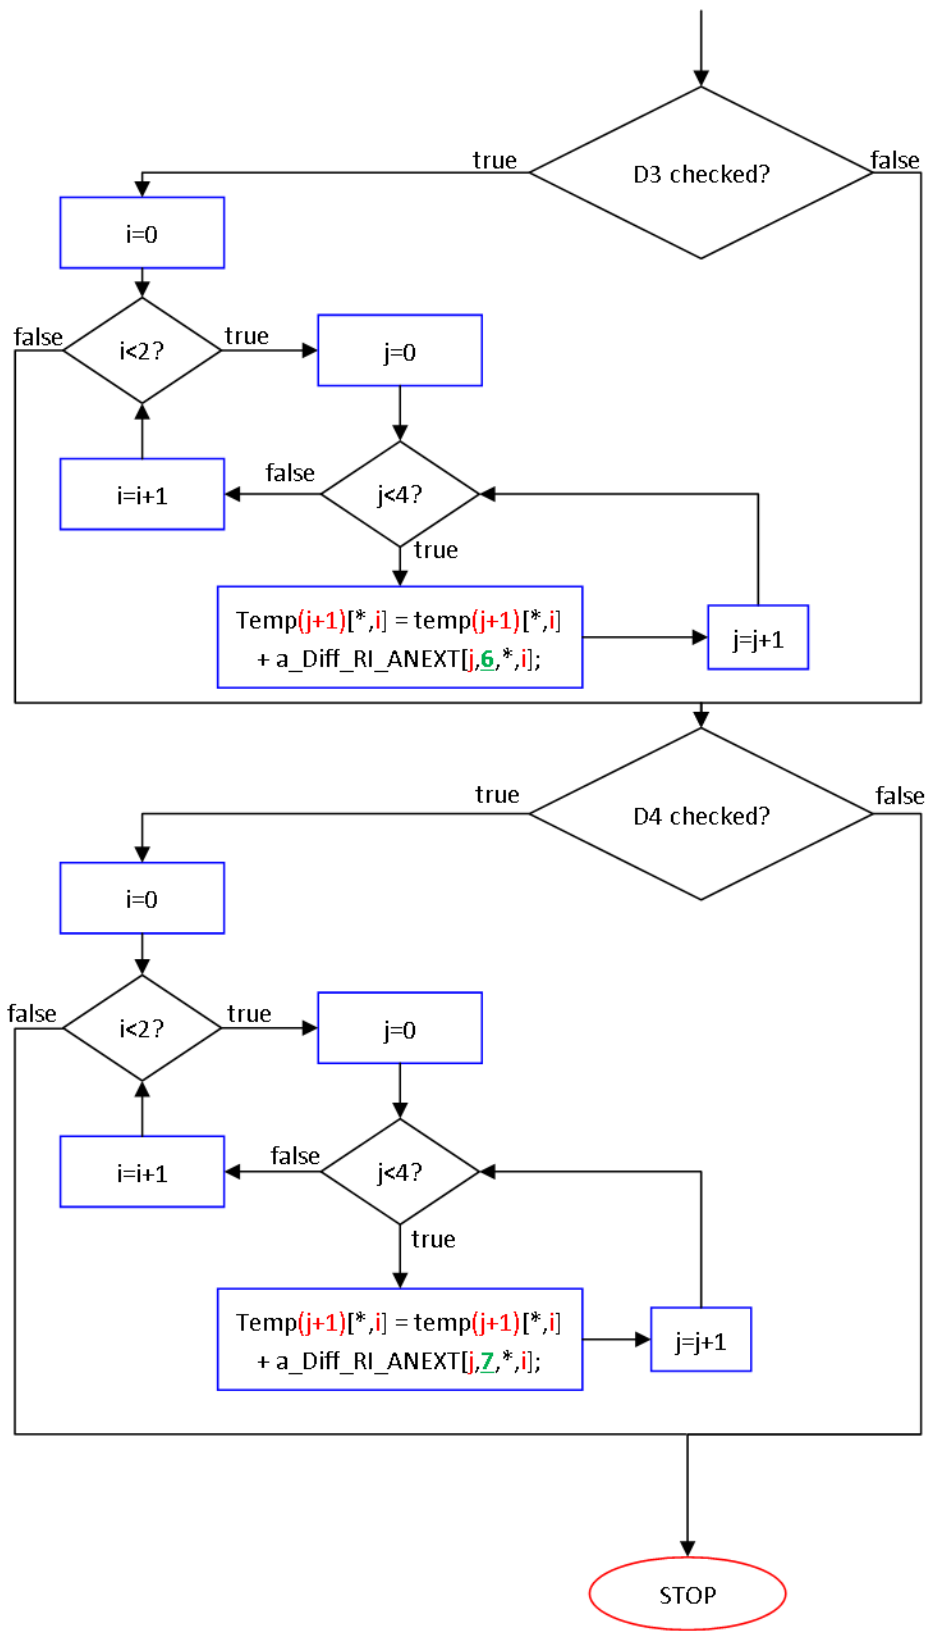 true
D3 checked?
false
i=0
false
i<2?
true
j=0
i=i+1
false
j<4?
true
Temp(j+1)[*,i] = temp(j+1)[*,i]
+ a_Diff_RI_ANEXT[j,6,*,i];
j=j+1
true
D4 checked?
false
i=0
false
i<2?
true
j=0
i=i+1
false
j<4?
true
Temp(j+1)[*,i] = temp(j+1)[*,i]
+ a_Diff_RI_ANEXT[j,7,*,i];
j=j+1
STOP